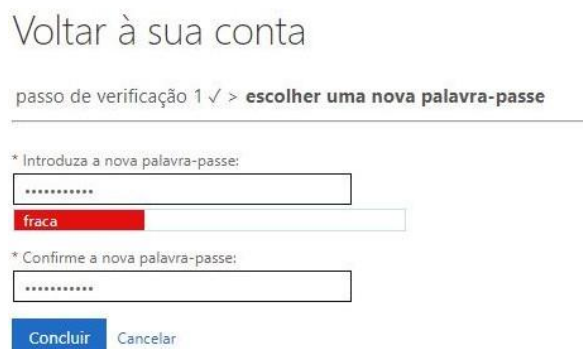 Voltar à sua conta
passo de verificação 1 ✓ > escolher uma nova palavra-passe
* Introduza a nova palavra-passe:
•••••••••••
fraca
* Confirme a nova palavra-passe:
•••••••••••
Concluir Cancelar